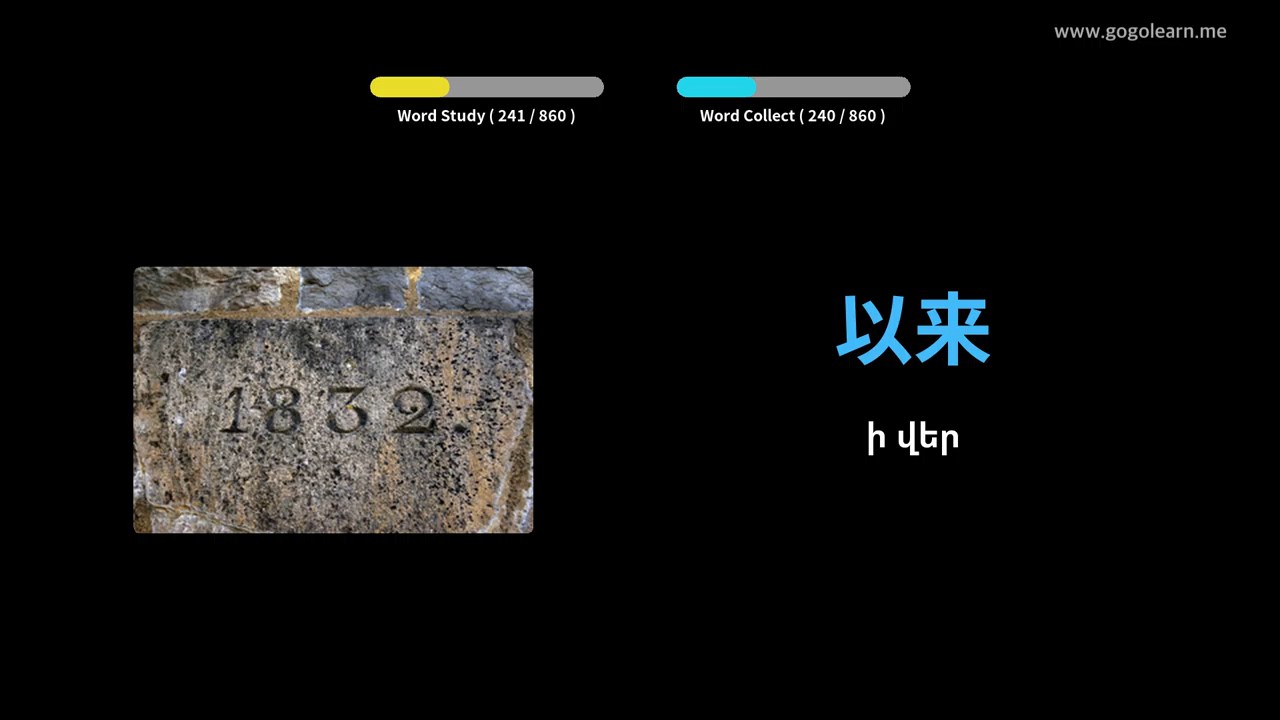 www.gogolearn.me
Word Study ( 241 / 860 )
Word Collect ( 240 / 860 )
1832.
以来
ի վեր